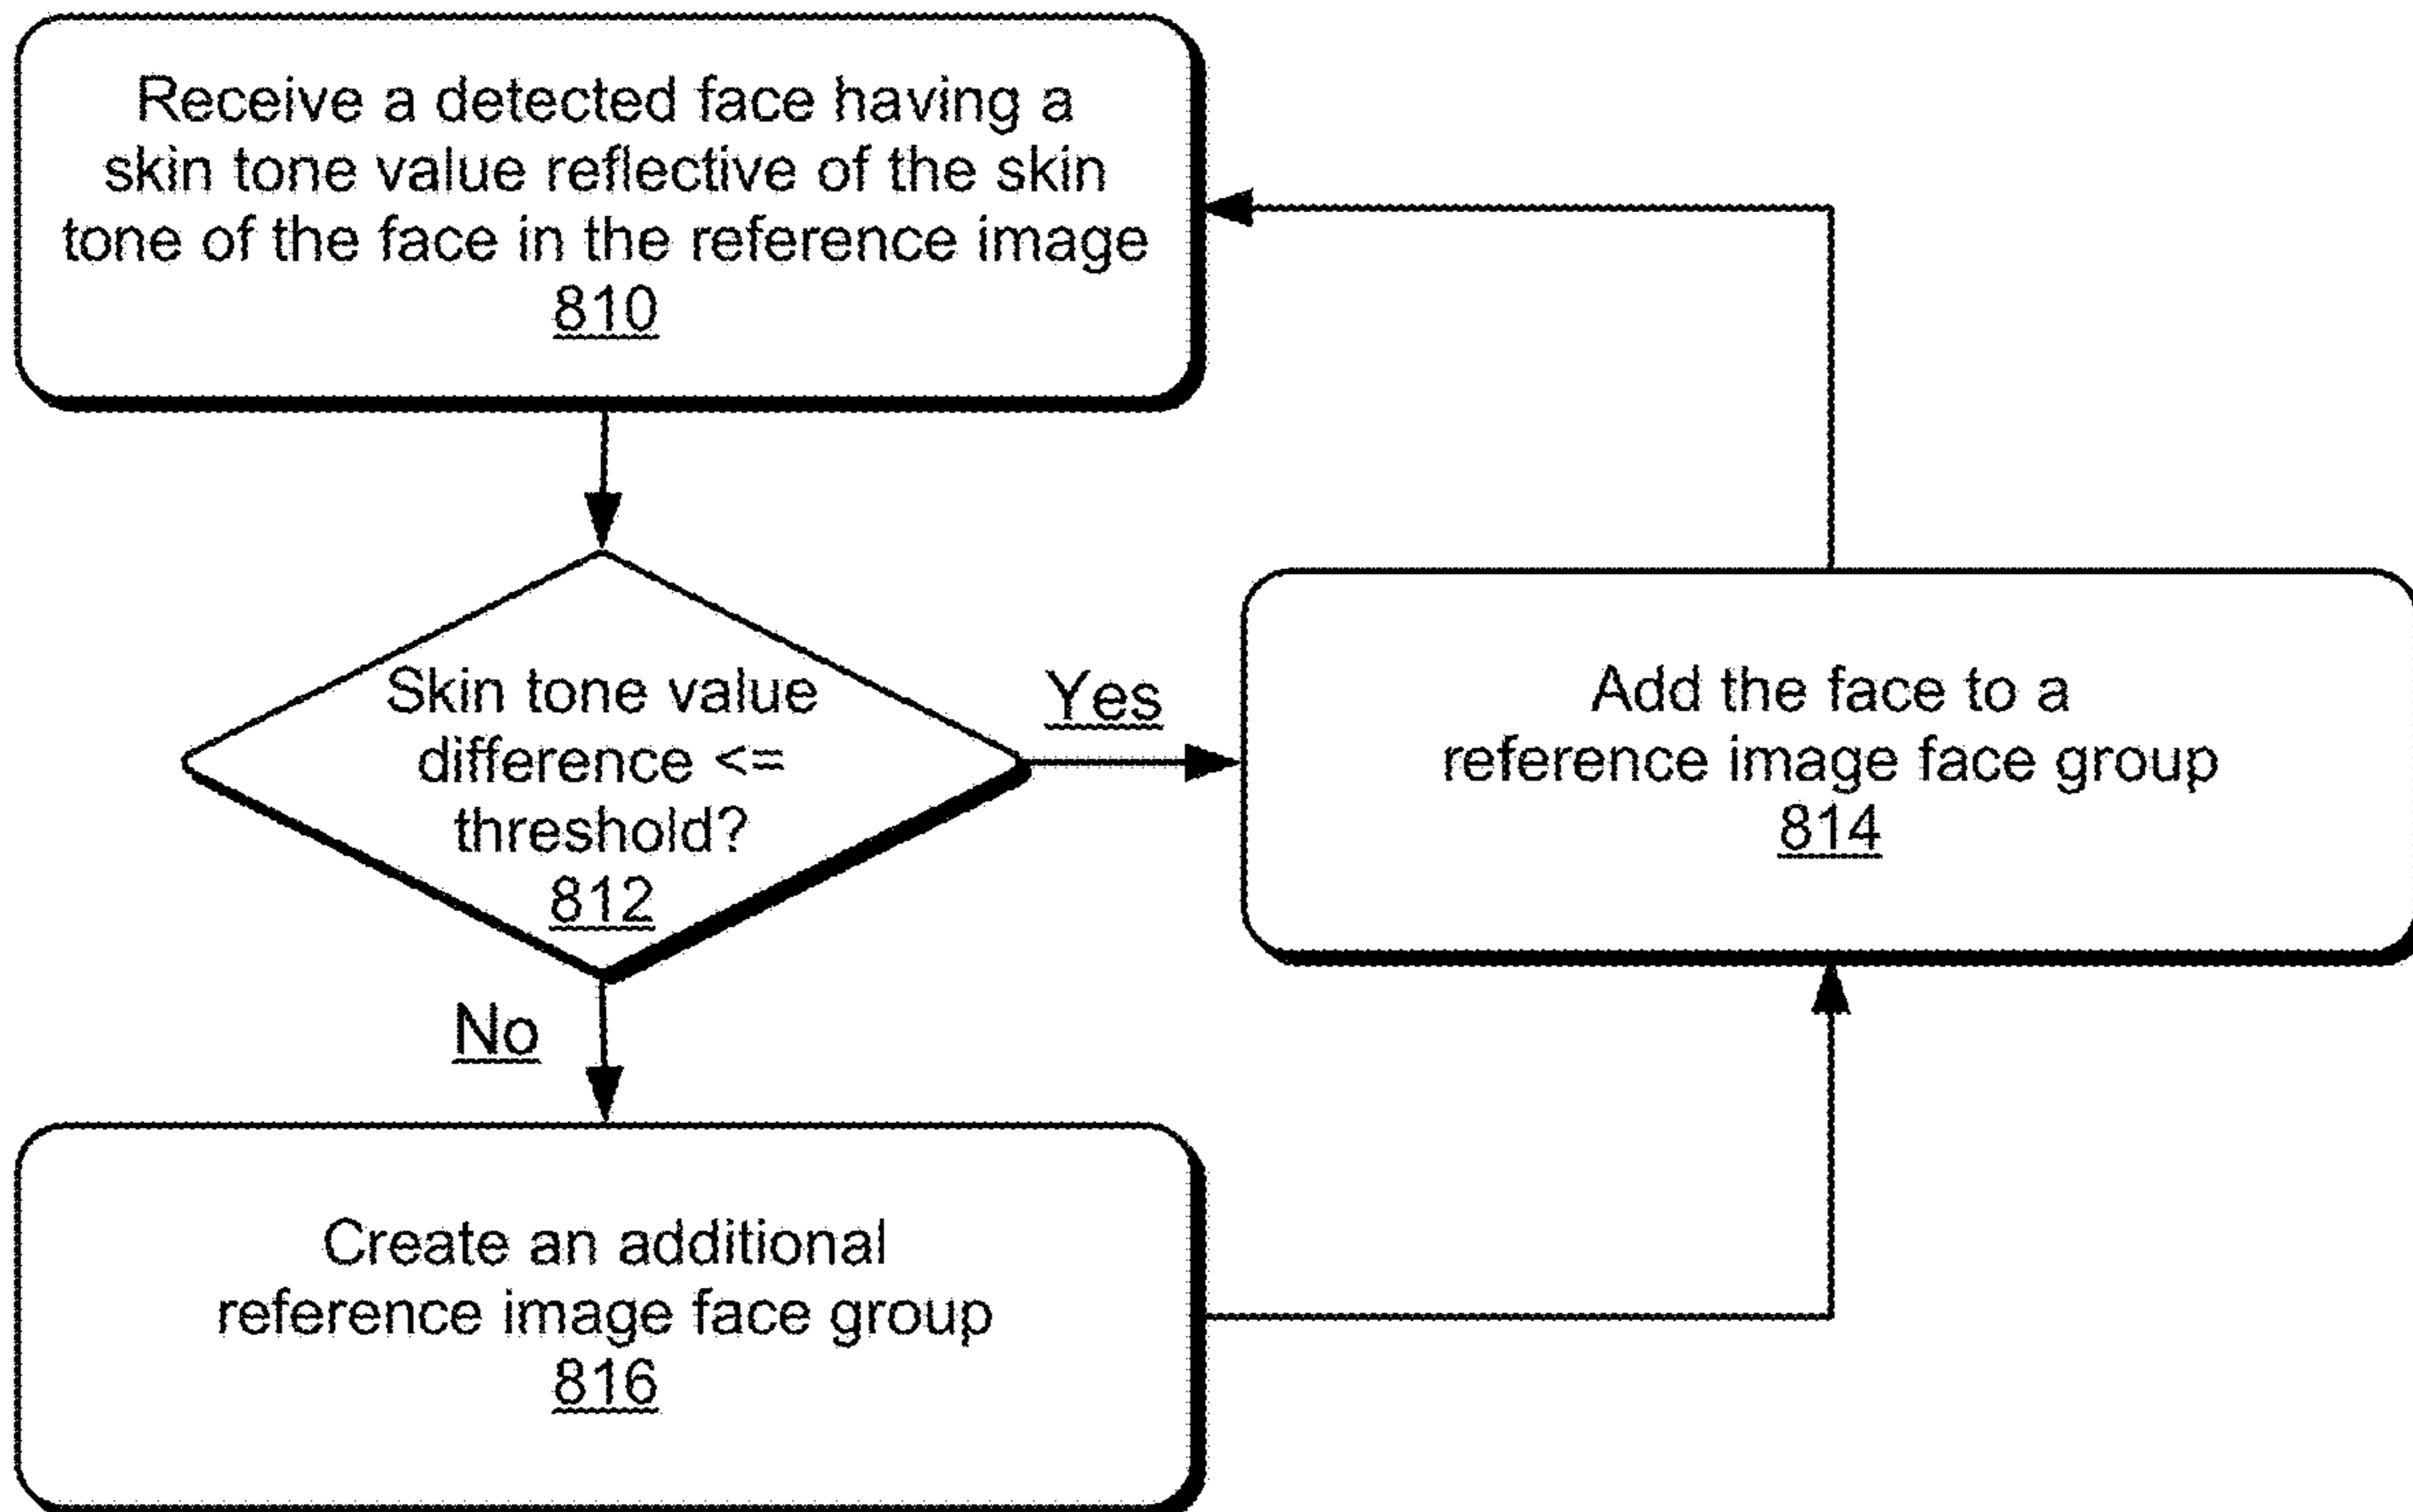 Receive a detected face having a
skin tone value reflective of the skin
tone of the face in the reference image
810
Skin tone value
difference <=
threshold?
812
Yes
Add the face to a
reference image face group
814
No
Create an additional
reference image face group
816